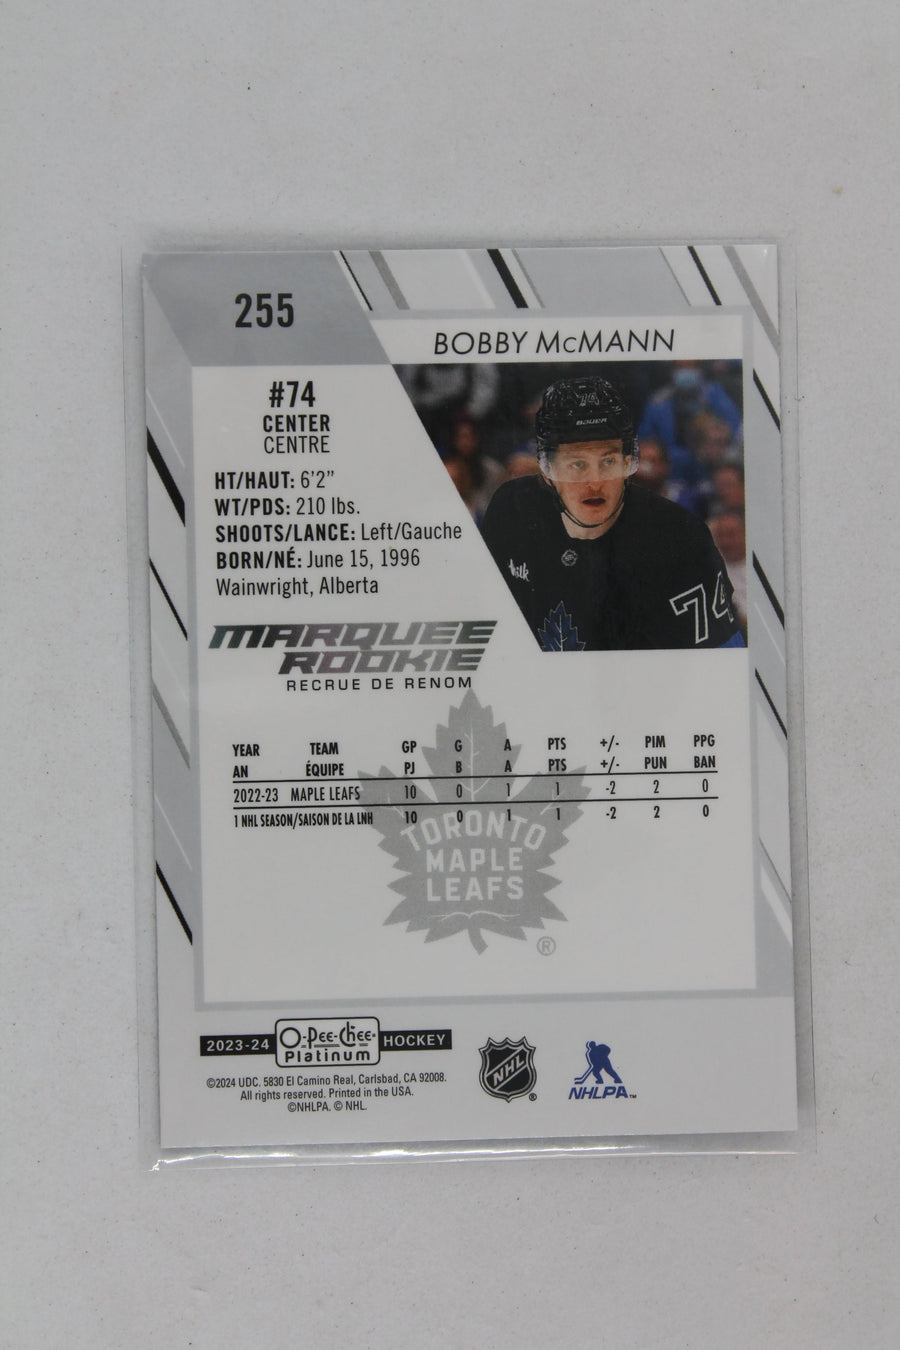 255
BOBBY McMANN
#74
CENTER
CENTRE
HT/HAUT: 6'2"
WT/PDS: 210 lbs.
SHOOTS/LANCE: Left/Gauche
BORN/NÉ: June 15, 1996
Wainwright, Alberta
74
BAUER
milk
74
MARQUEE
ROOKIE
RECRUE DE RENOM
YEAR TEAM GP G A PTS +/- PIM PPG
AN ÉQUIPE PJ B A PTS +/- PUN BAN
2022-23 MAPLE LEAFS 10 0 1 1 -2 2 0
1 NHL SEASON/SAISON DE LA LNH 10 0 1 1 -2 2 0
TORONTO
MAPLE
LEAFS
®
2023-24 O-Pee-Chee Platinum HOCKEY
©2024 UDC. 5830 El Camino Real, Carlsbad, CA 92008.
All rights reserved. Printed in the USA.
©NHLPA. © NHL.
NHL ®
NHLPA™